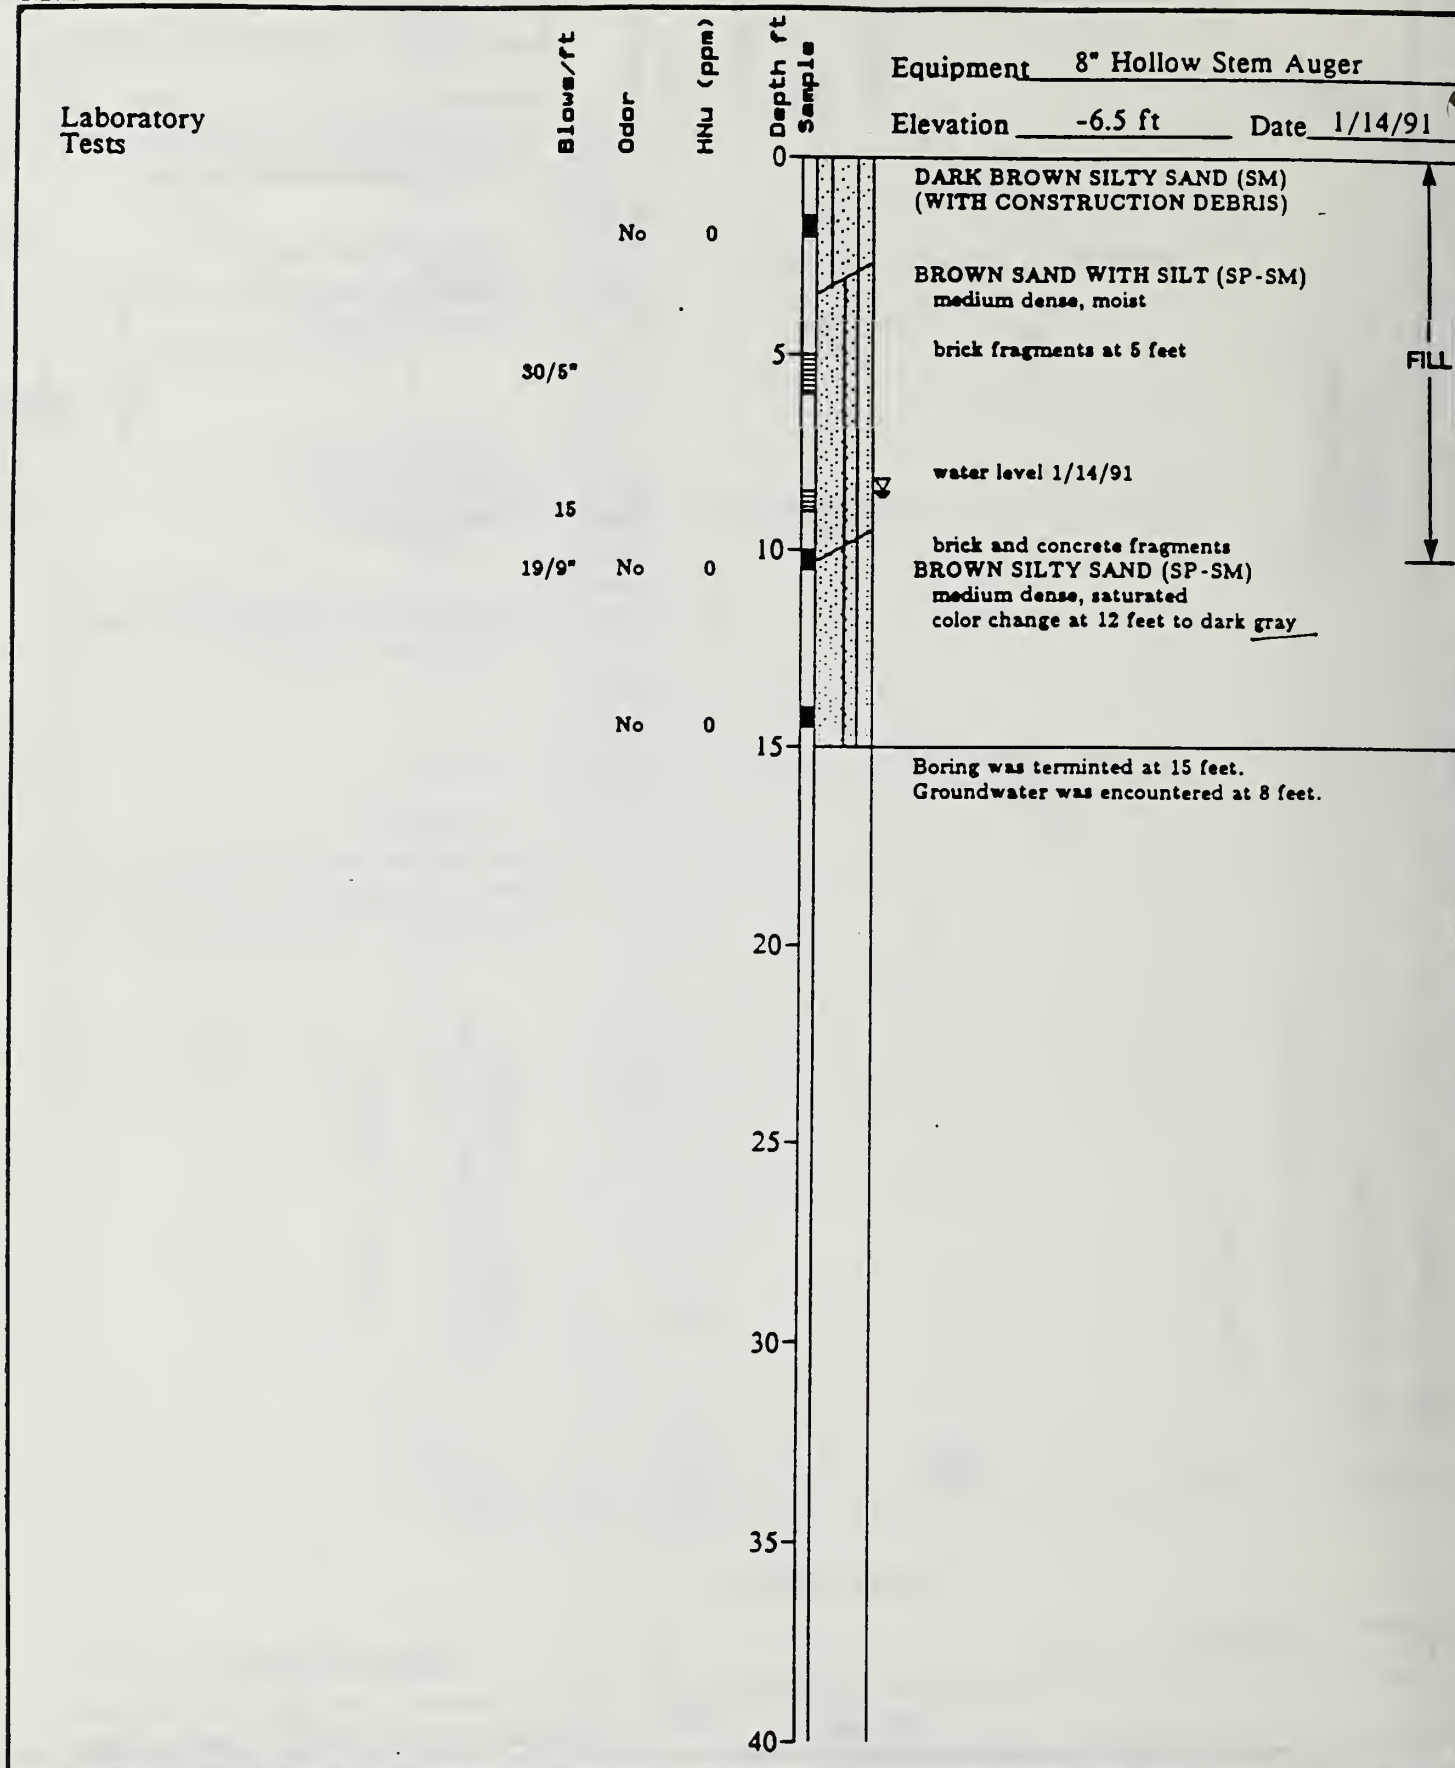 Laboratory
Tests
Blows/ft
Odor
HNu (ppm)
Depth ft
Sample
Equipment 8" Hollow Stem Auger
Elevation -6.5 ft Date 1/14/91
0
DARK BROWN SILTY SAND (SM)
(WITH CONSTRUCTION DEBRIS)
No 0
BROWN SAND WITH SILT (SP-SM)
medium dense, moist
5 brick fragments at 5 feet
FILL
30/5"
water level 1/14/91
15
10 brick and concrete fragments
19/9" No 0 BROWN SILTY SAND (SP-SM)
medium dense, saturated
color change at 12 feet to dark gray
No 0
15
Boring was terminted at 15 feet.
Groundwater was encountered at 8 feet.
20
25
30
35
40